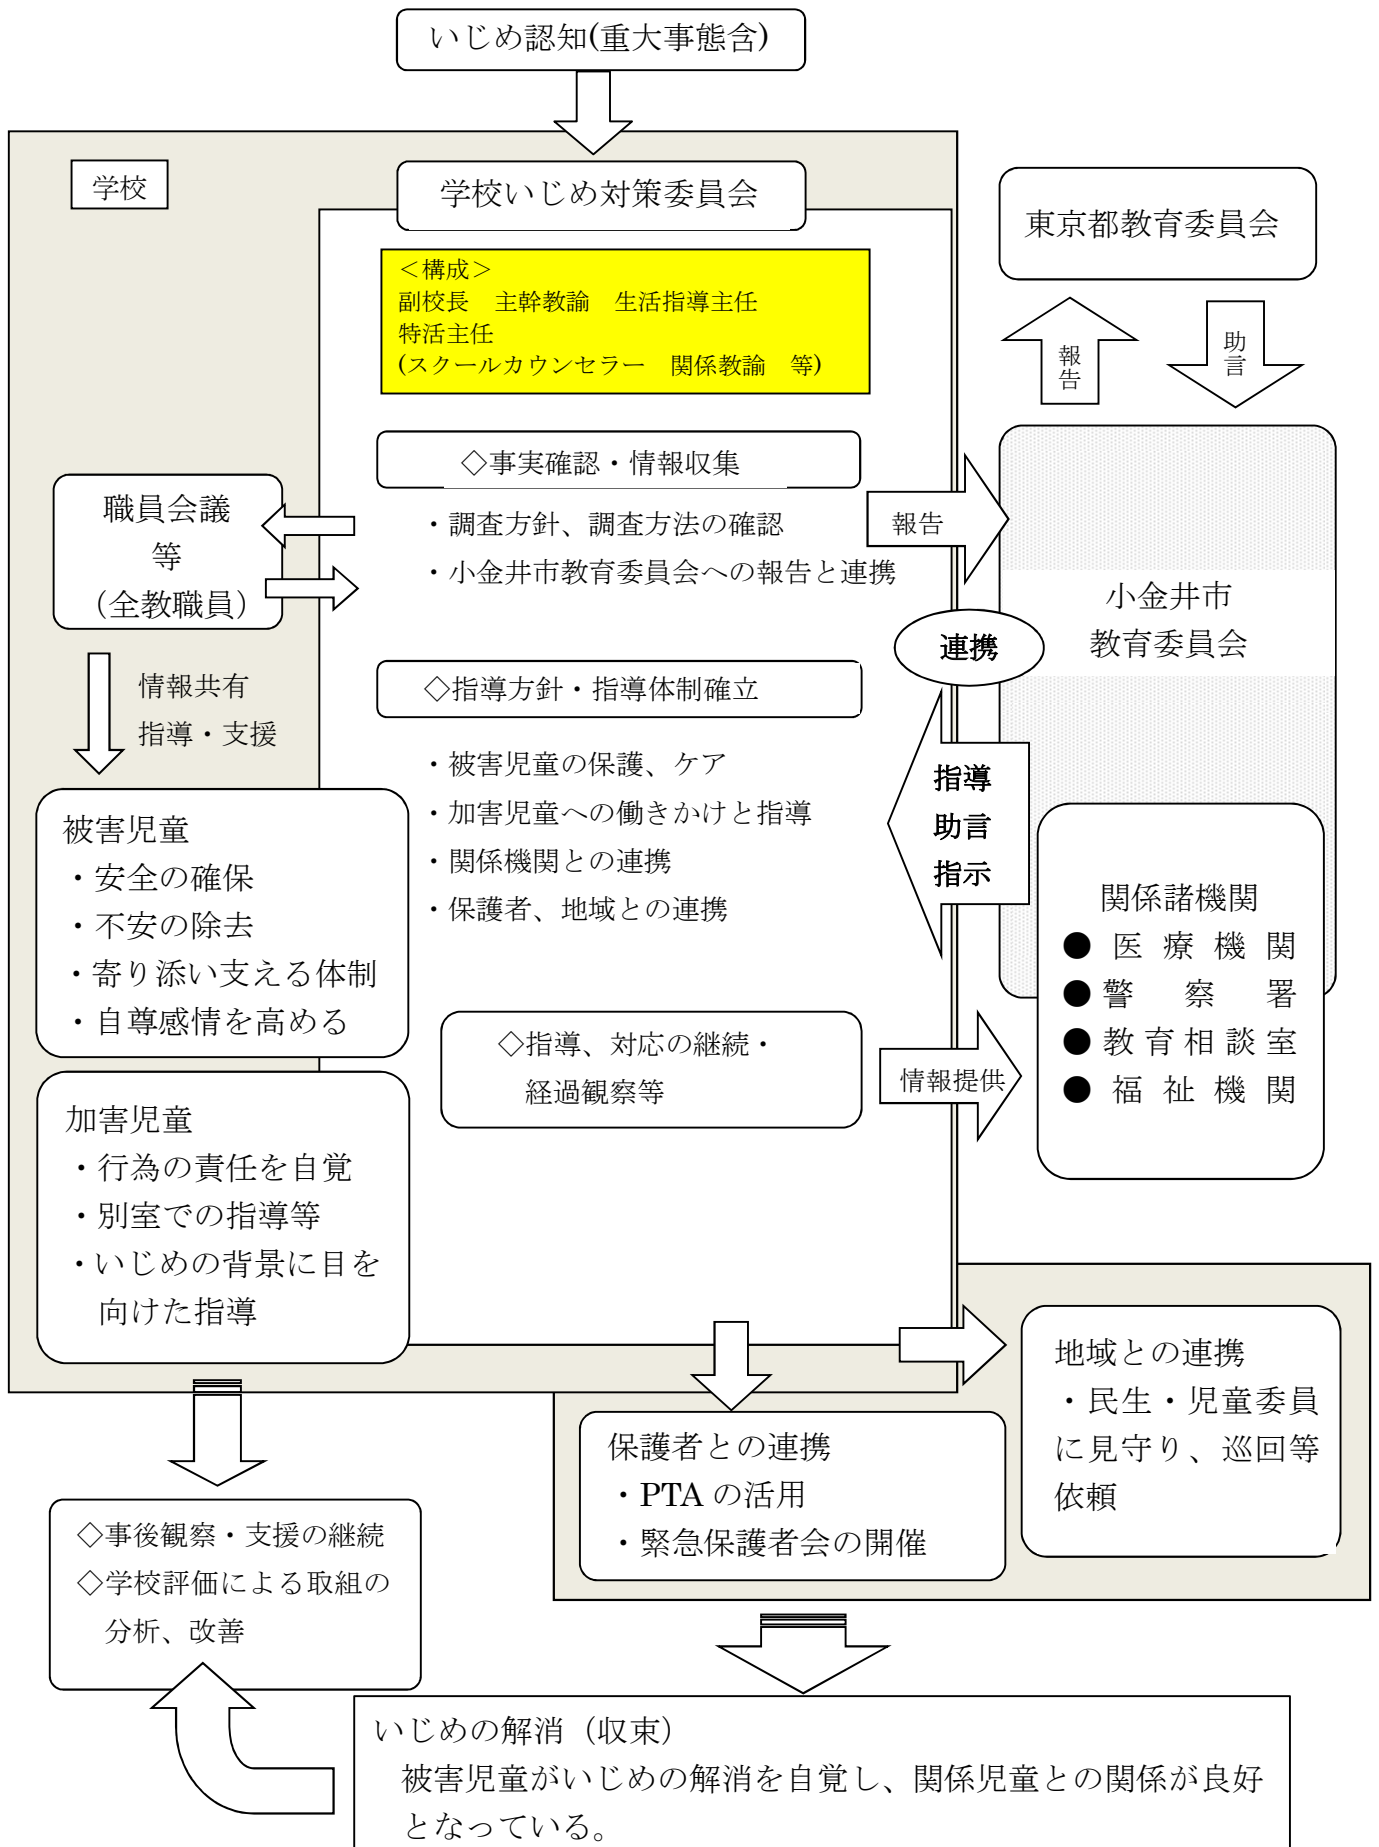 いじめ認知(重大事態含)
学校
学校いじめ対策委員会
＜構成＞
副校長　主幹教諭　生活指導主任
特活主任
(スクールカウンセラー　関係教諭　等)
東京都教育委員会
報告
助言
◇事実確認・情報収集
・調査方針、調査方法の確認
・小金井市教育委員会への報告と連携
職員会議
等
（全教職員）
報告
小金井市
教育委員会
連携
情報共有
指導・支援
◇指導方針・指導体制確立
・被害児童の保護、ケア
・加害児童への働きかけと指導
・関係機関との連携
・保護者、地域との連携
指導
助言
指示
被害児童
・安全の確保
・不安の除去
・寄り添い支える体制
・自尊感情を高める
関係諸機関
● 医療機関
● 警察署
● 教育相談室
● 福祉機関
◇指導、対応の継続・
経過観察等
情報提供
加害児童
・行為の責任を自覚
・別室での指導等
・いじめの背景に目を
向けた指導
地域との連携
・民生・児童委員
に見守り、巡回等
依頼
保護者との連携
・PTA の活用
・緊急保護者会の開催
◇事後観察・支援の継続
◇学校評価による取組の
分析、改善
いじめの解消（収束）
被害児童がいじめの解消を自覚し、関係児童との関係が良好
となっている。